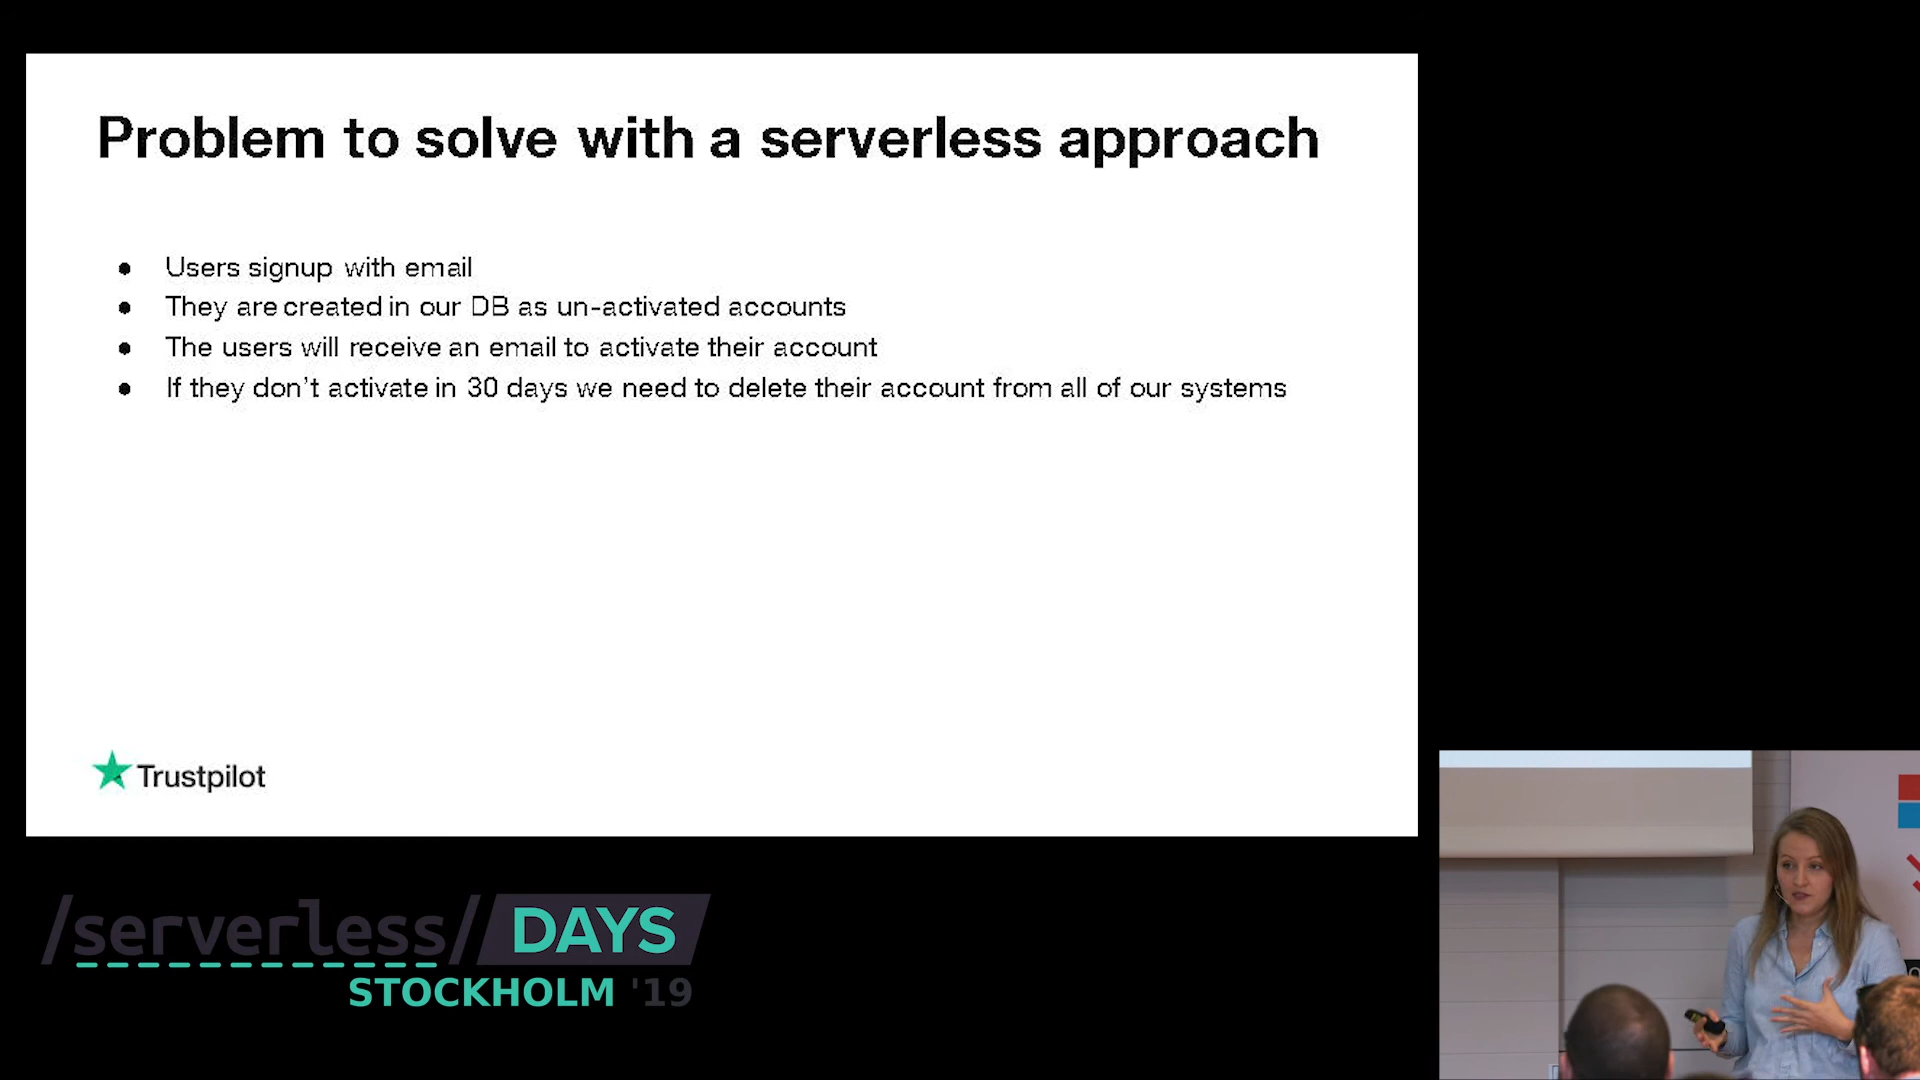 Problem to solve with a serverless approach
● Users signup with email
● They are created in our DB as un-activated accounts
● The users will receive an email to activate their account
● If they don't activate in 30 days we need to delete their account from all of our systems
Trustpilot
/serverless/ DAYS
STOCKHOLM '19